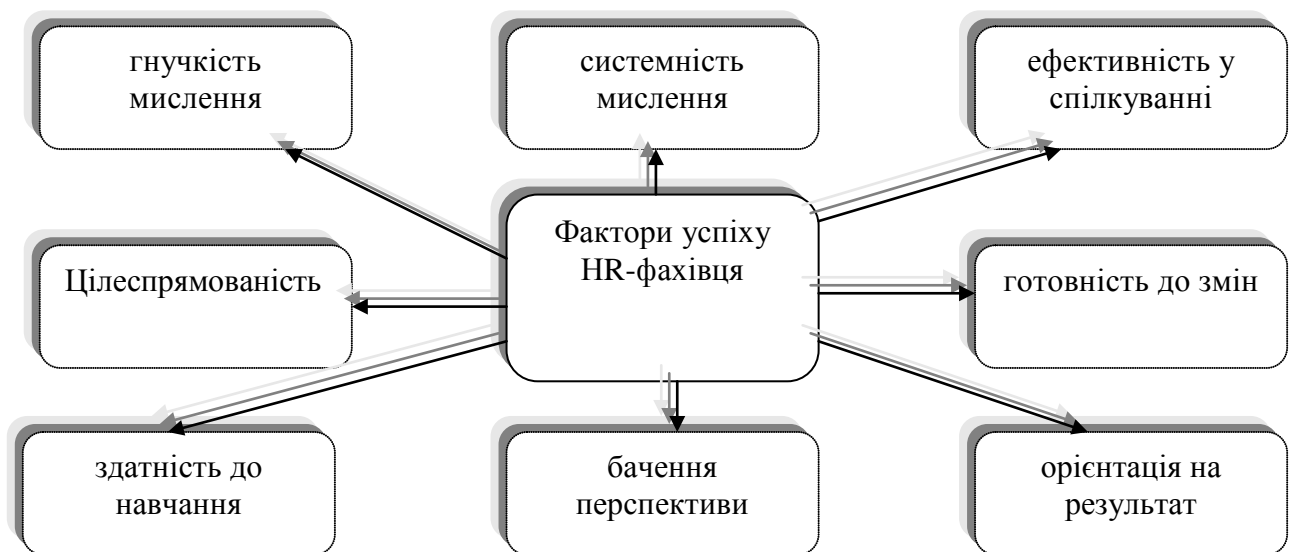 гнучкість
мислення
системність
мислення
ефективність у
спілкуванні
Цілеспрямованість
Фактори успіху
HR-фахівця
готовність до змін
здатність до
навчання
бачення
перспективи
орієнтація на
результат